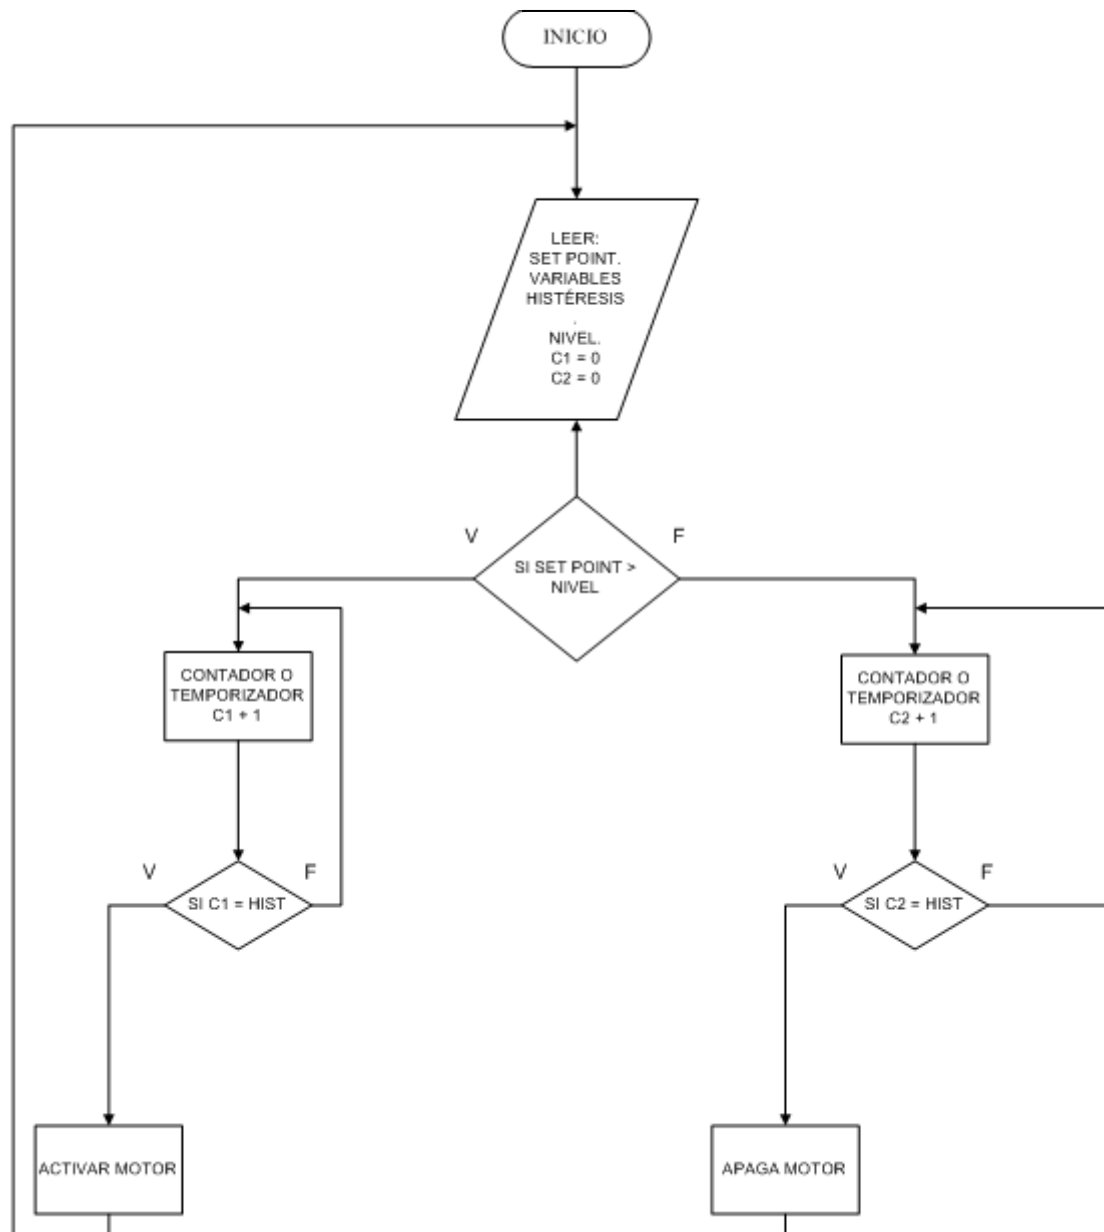 INICIO
LEER:
SET POINT.
VARIABLES
HISTÉRESIS
.
NIVEL.
C1 = 0
C2 = 0
V
F
SI SET POINT >
NIVEL
CONTADOR O
TEMPORIZADOR
C1 + 1
CONTADOR O
TEMPORIZADOR
C2 + 1
V
F
SI C1 = HIST
V
F
SI C2 = HIST
ACTIVAR MOTOR
APAGA MOTOR